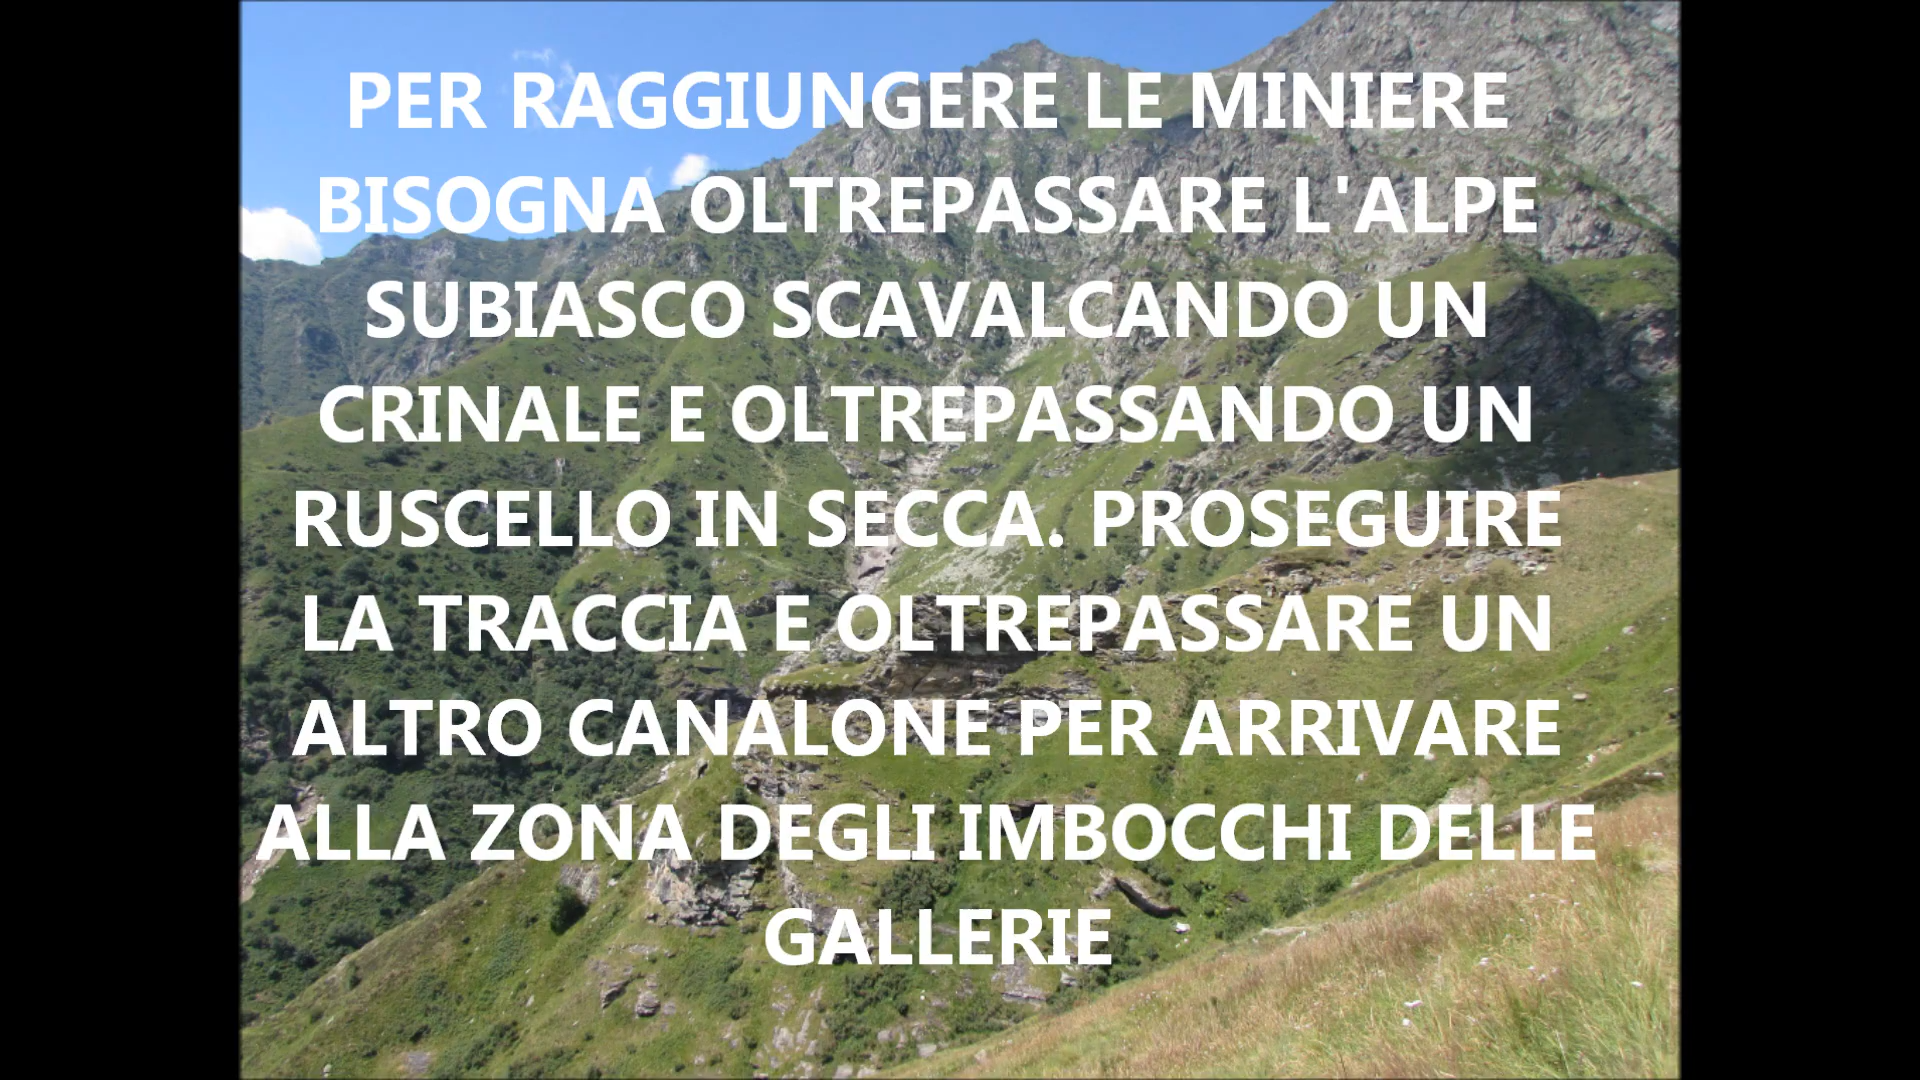 PER RAGGIUNGERE LE MINIERE
BISOGNA OLTREPASSARE L'ALPE
SUBIASCO SCAVALCANDO UN
CRINALE E OLTREPASSANDO UN
RUSCELLO IN SECCA. PROSEGUIRE
LA TRACCIA E OLTREPASSARE UN
ALTRO CANALONE PER ARRIVARE
ALLA ZONA DEGLI IMBOCCHI DELLE
GALLERIE